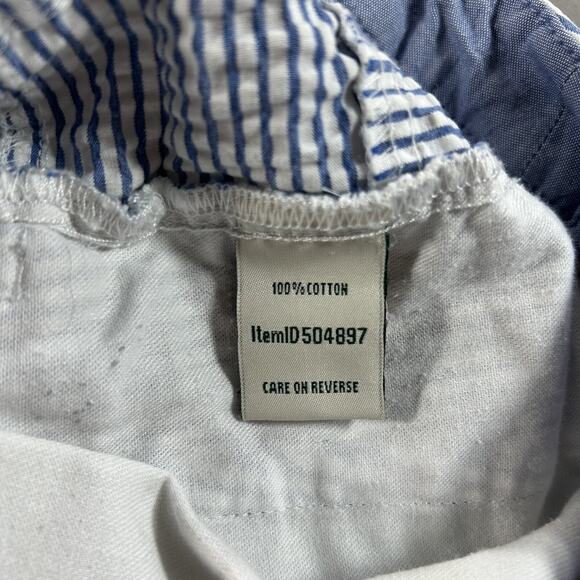 100% COTTON
ItemID 504897
CARE ON REVERSE